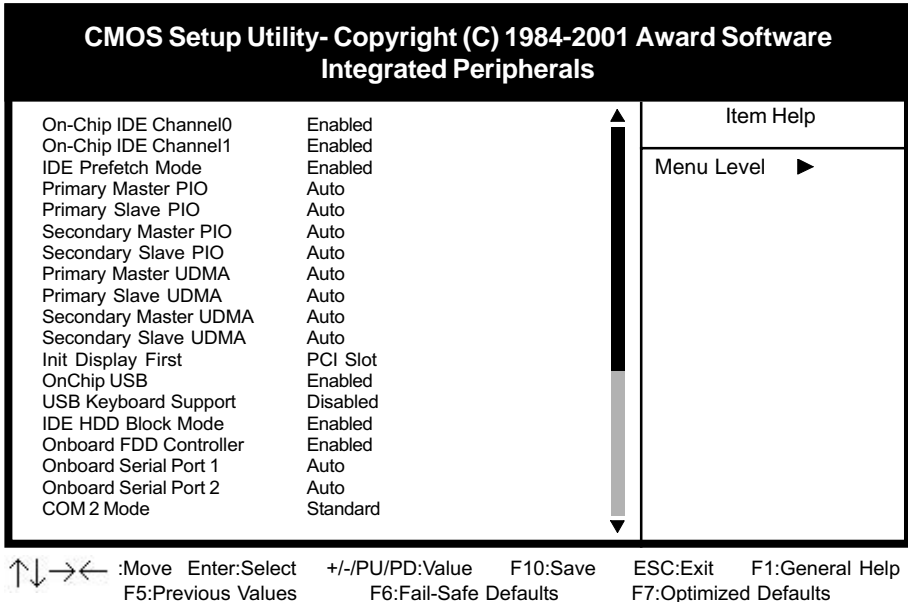 CMOS Setup Utility- Copyright (C) 1984-2001 Award Software
Integrated Peripherals
On-Chip IDE Channel0 Enabled
On-Chip IDE Channel1 Enabled
IDE Prefetch Mode Enabled
Primary Master PIO Auto
Primary Slave PIO Auto
Secondary Master PIO Auto
Secondary Slave PIO Auto
Primary Master UDMA Auto
Primary Slave UDMA Auto
Secondary Master UDMA Auto
Secondary Slave UDMA Auto
Init Display First PCI Slot
OnChip USB Enabled
USB Keyboard Support Disabled
IDE HDD Block Mode Enabled
Onboard FDD Controller Enabled
Onboard Serial Port 1 Auto
Onboard Serial Port 2 Auto
COM 2 Mode Standard
Item Help
Menu Level ►
↑↓→← :Move Enter:Select +/-/PU/PD:Value F10:Save ESC:Exit F1:General Help
F5:Previous Values F6:Fail-Safe Defaults F7:Optimized Defaults